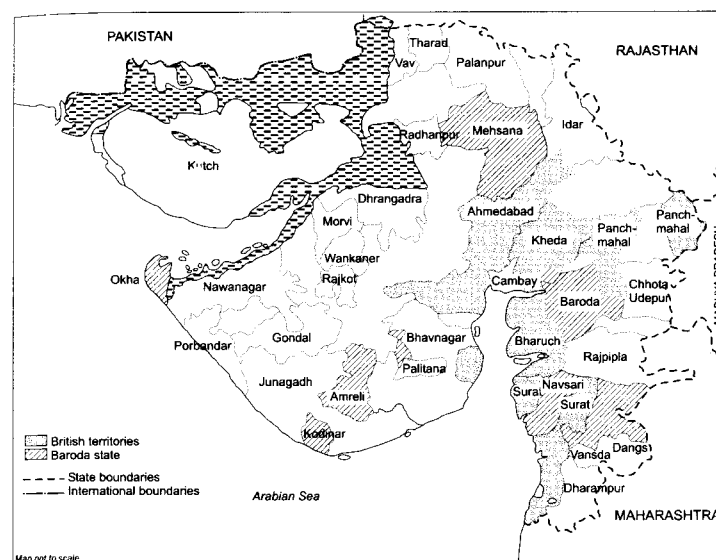 PAKISTAN
RAJASTHAN
Tharad
Vav
Palanpur
Radhanpur
Mehsana
Idar
Kutch
Dhrangadra
Morvi
Ahmedabad
Kheda
Panch-
mahal
Panch-
mahal
Wankaner
Okha
Nawanagar
Rajkot
Cambay
Baroda
Chhota
Udepur
MADHYA PRADESH
Porbandar
Gondal
Bhavnagar
Bharuch
Rajpipla
Junagadh
Palitana
Amreli
Surat
Navsari
Surat
Kodinar
Vansda
Dangs
Dharampur
British territories
Baroda state
State boundaries
International boundaries
Arabian Sea
MAHARASHTRA
Map not to scale